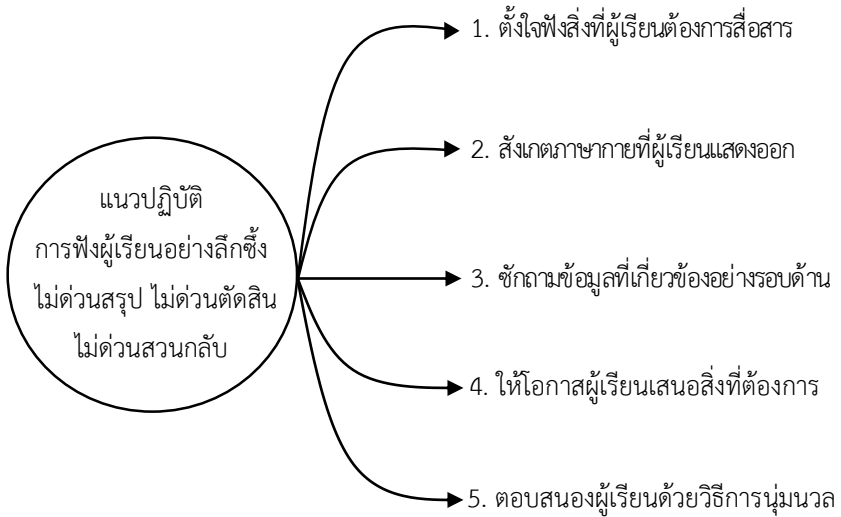 แนวปฏิบัติ
การฟังผู้เรียนอย่างลึกซึ้ง
ไม่ด่วนสรุป ไม่ด่วนตัดสิน
ไม่ด่วนสวนกลับ
1. ตั้งใจฟังสิ่งที่ผู้เรียนต้องการสื่อสาร
2. สังเกตภาษากายที่ผู้เรียนแสดงออก
3. ซักถามข้อมูลที่เกี่ยวข้องอย่างรอบด้าน
4. ให้โอกาสผู้เรียนเสนอสิ่งที่ต้องการ
5. ตอบสนองผู้เรียนด้วยวิธีการนุ่มนวล